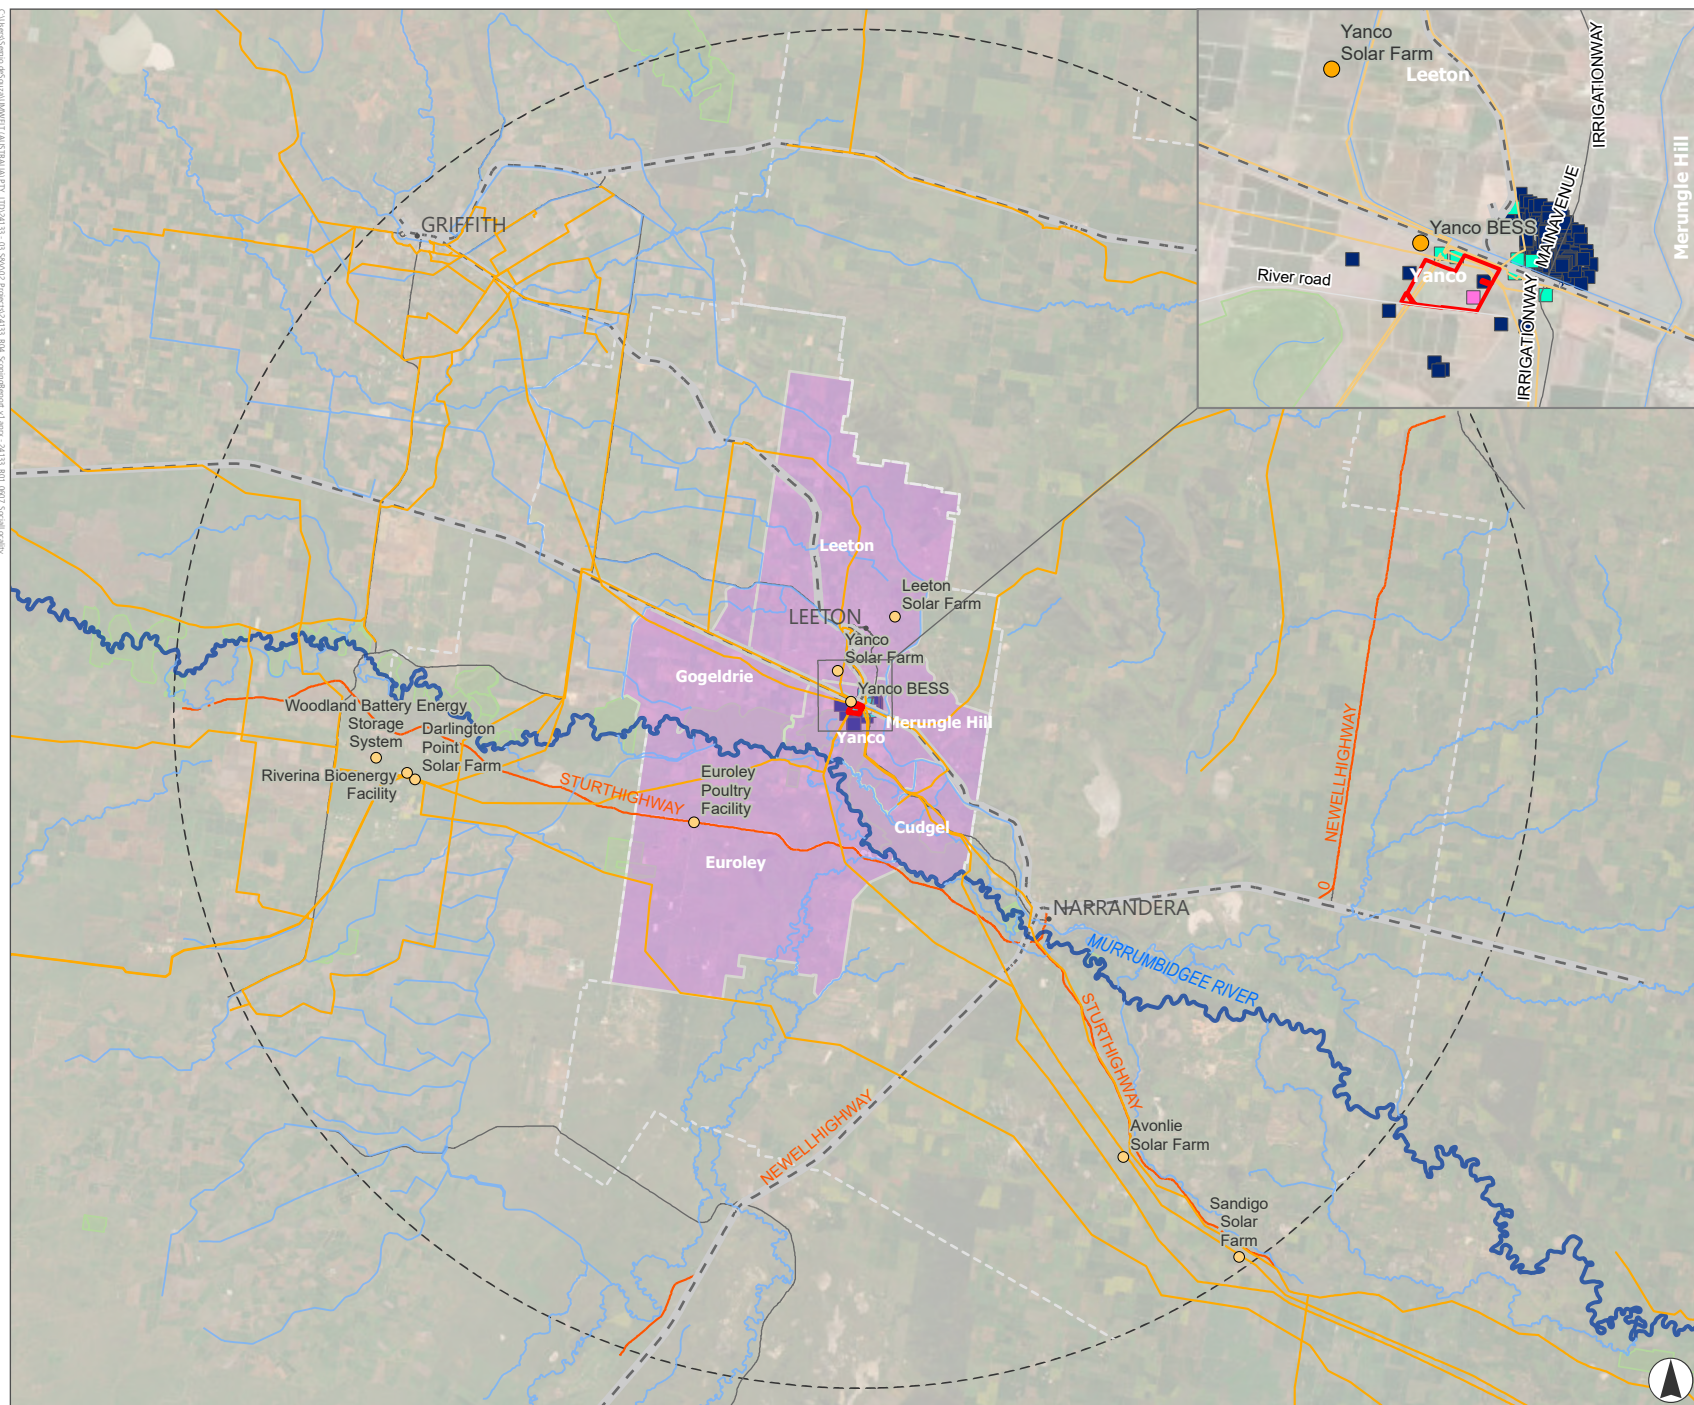 Yanco
Solar Farm
Leeton
IRRIGATIONWAY
Merungle Hill
MAINAVENUE
Yanco BESS
Yanco
River road
IRRIGATIONWAY
GRIFFITH
Leeton
Leeton
Solar Farm
LEETON
Yanco
Solar Farm
Gogeldrie
Yanco BESS
Merungle Hill
Yanco
Woodland Battery Energy
Storage
System
Darlington
Point
Solar Farm
Riverina Bioenergy
Facility
STURTHIGHWAY
Euroley
Poultry
Facility
NEWELLHIGHWAY
Cudgel
Euroley
0
NARRANDERA
MURRUMBIDGEE RIVER
STURTHIGHWAY
NEWELLHIGHWAY
Avonlie
Solar Farm
Sandigo
Solar
Farm